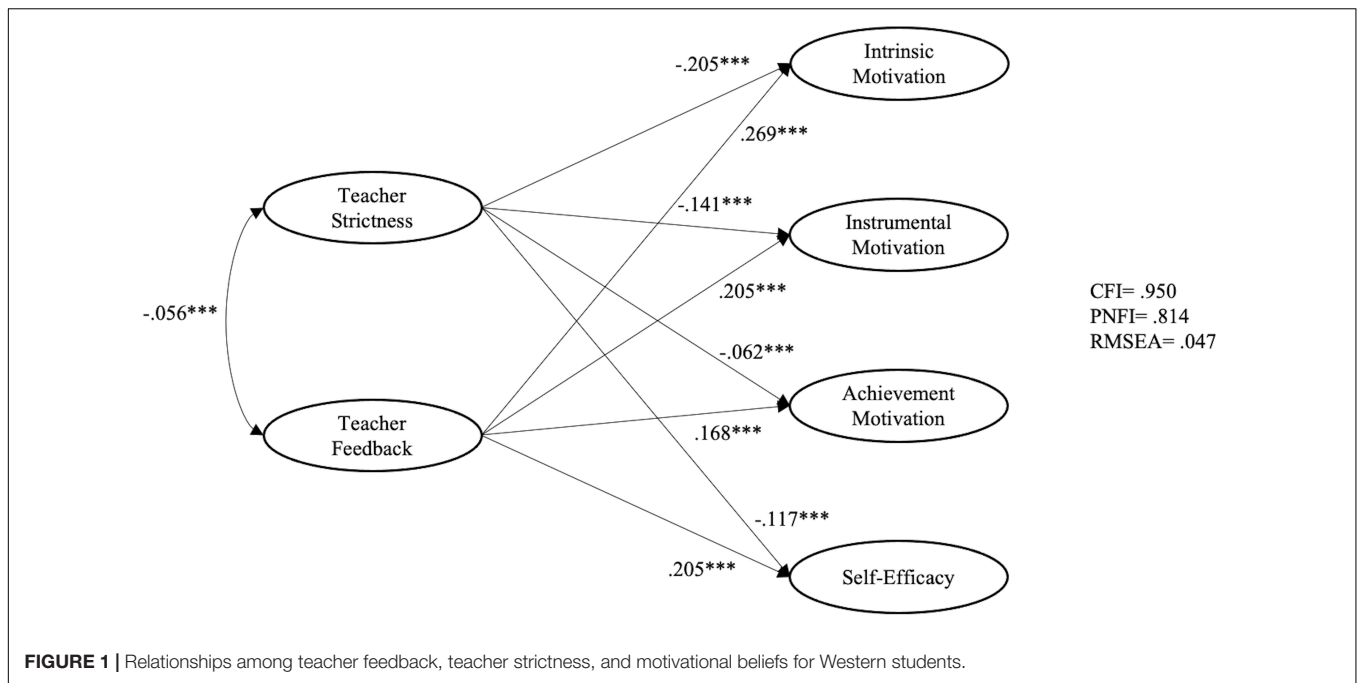 -.205***
Intrinsic
Motivation
.269***
Teacher
Strictness
-.141***
Instrumental
Motivation
.205***
CFI= .950
PNFI= .814
RMSEA= .047
-.056***
-.062***
Achievement
Motivation
Teacher
Feedback
.168***
-.117***
.205***
Self-Efficacy
FIGURE 1 | Relationships among teacher feedback, teacher strictness, and motivational beliefs for Western students.